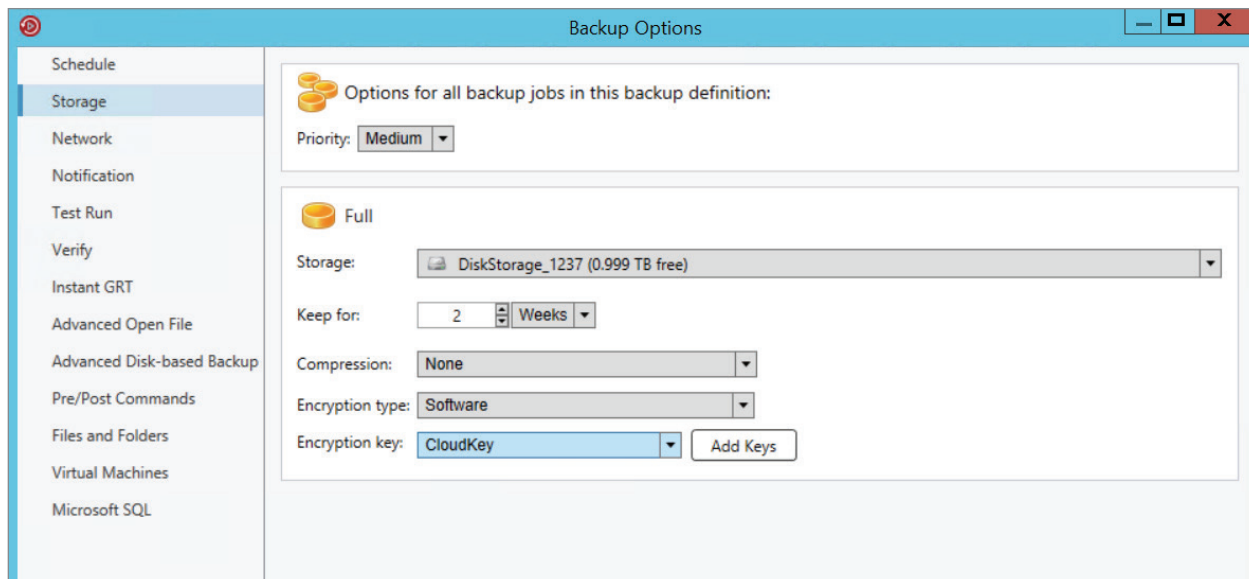 Backup Options
Schedule
Storage
Network
Notification
Test Run
Verify
Instant GRT
Advanced Open File
Advanced Disk-based Backup
Pre/Post Commands
Files and Folders
Virtual Machines
Microsoft SQL
Options for all backup jobs in this backup definition:
Priority: Medium
Full
Storage: DiskStorage_1237 (0.999 TB free)
Keep for: 2 Weeks
Compression: None
Encryption type: Software
Encryption key: CloudKey Add Keys